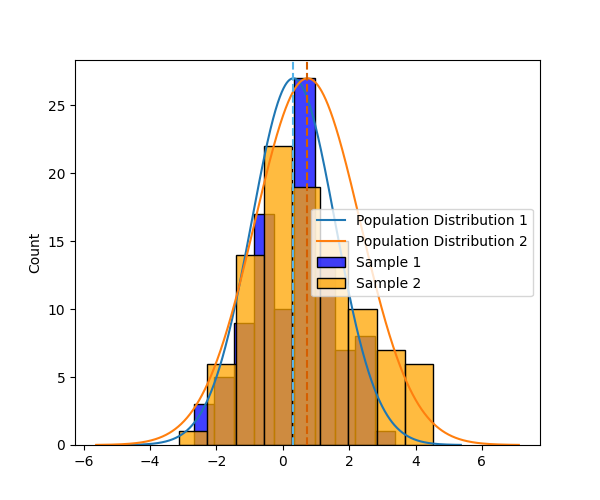 25
20
15
10
5
0
Count
Population Distribution 1
Population Distribution 2
Sample 1
Sample 2
−6 −4 −2 0 2 4 6